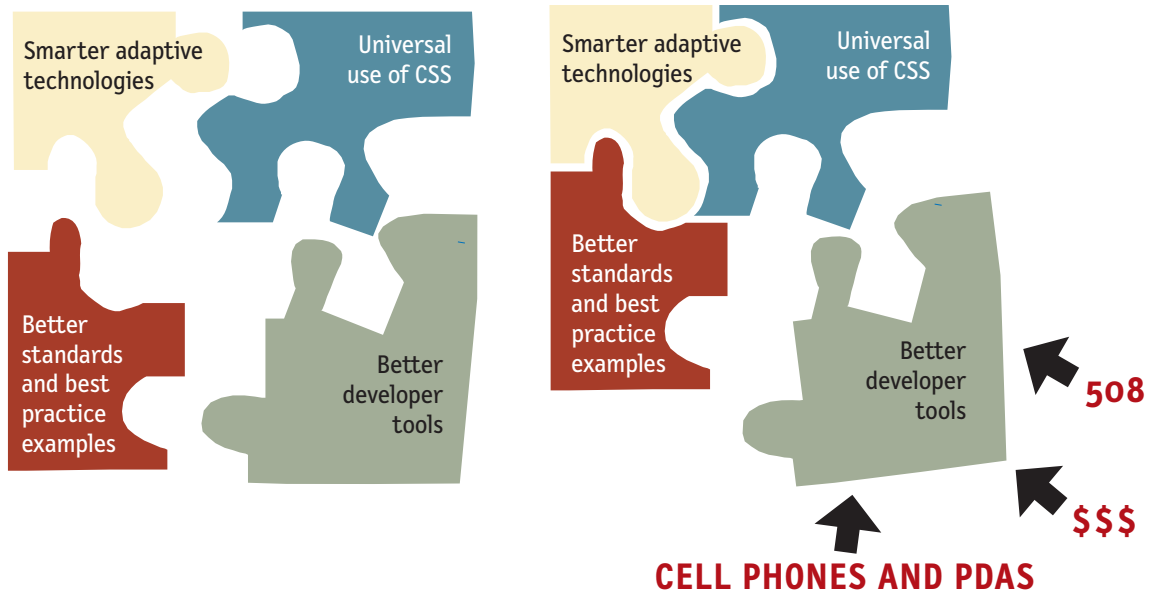 Smarter adaptive
technologies
Universal
use of CSS
Better
standards
and best
practice
examples
Better
developer
tools
Smarter adaptive
technologies
Universal
use of CSS
Better
standards
and best
practice
examples
Better
developer
tools
508
$$$
CELL PHONES AND PDAS